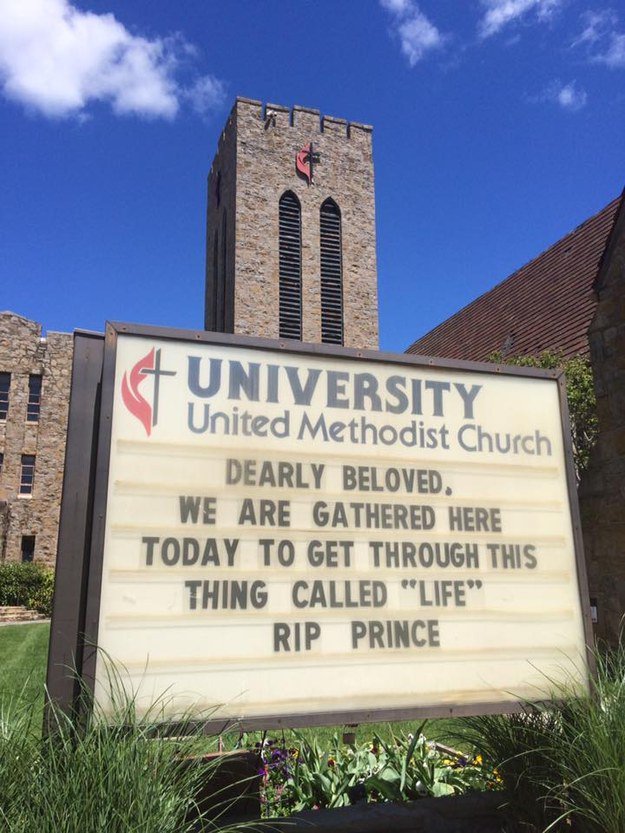 UNIVERSITY
United Methodist Church
DEARLY BELOVED.
WE ARE GATHERED HERE
TODAY TO GET THROUGH THIS
THING CALLED "LIFE"
RIP PRINCE